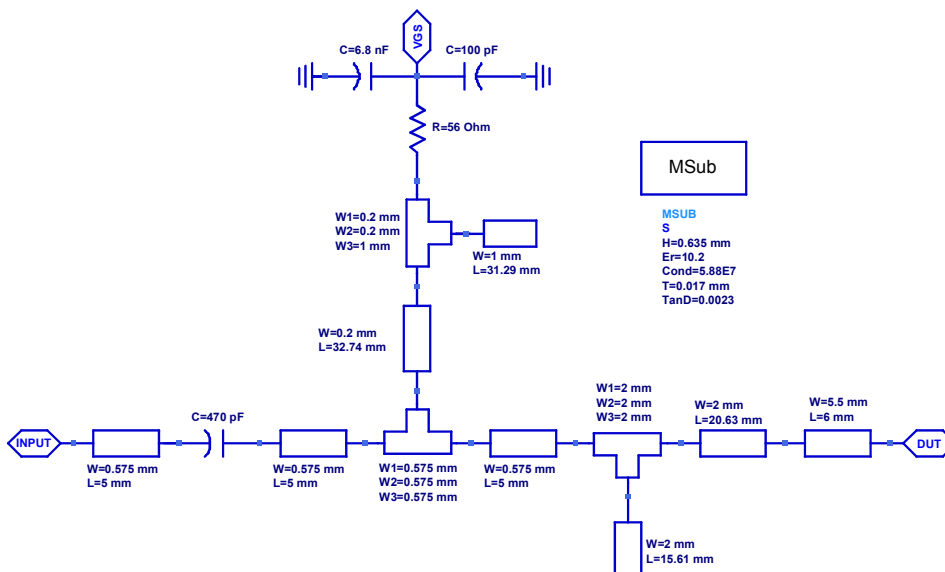 VGS
C=6.8 nF
C=100 pF
R=56 Ohm
MSub
W1=0.2 mm
W2=0.2 mm
W3=1 mm
W=1 mm
L=31.29 mm
MSUB
S
H=0.635 mm
Er=10.2
Cond=5.88E7
T=0.017 mm
TanD=0.0023
W=0.2 mm
L=32.74 mm
C=470 pF
INPUT
W=0.575 mm
L=5 mm
W=0.575 mm
L=5 mm
W1=0.575 mm
W2=0.575 mm
W3=0.575 mm
W=0.575 mm
L=5 mm
W1=2 mm
W2=2 mm
W3=2 mm
W=2 mm
L=20.63 mm
W=5.5 mm
L=6 mm
DUT
W=2 mm
L=15.61 mm